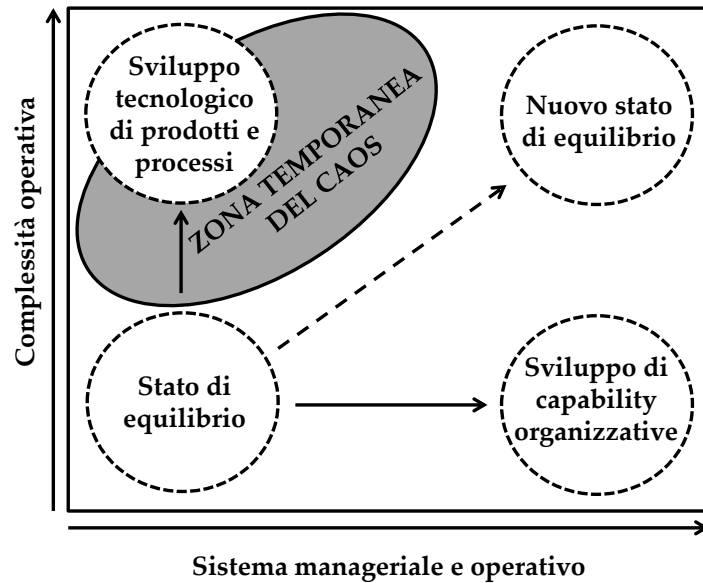 Complessità operativa
Sviluppo
tecnologico
di prodotti e
processi
ZONA TEMPORANEA
DEL CAOS
Nuovo stato
di equilibrio
Stato di
equilibrio
Sviluppo di
capability
organizzative
Sistema manageriale e operativo